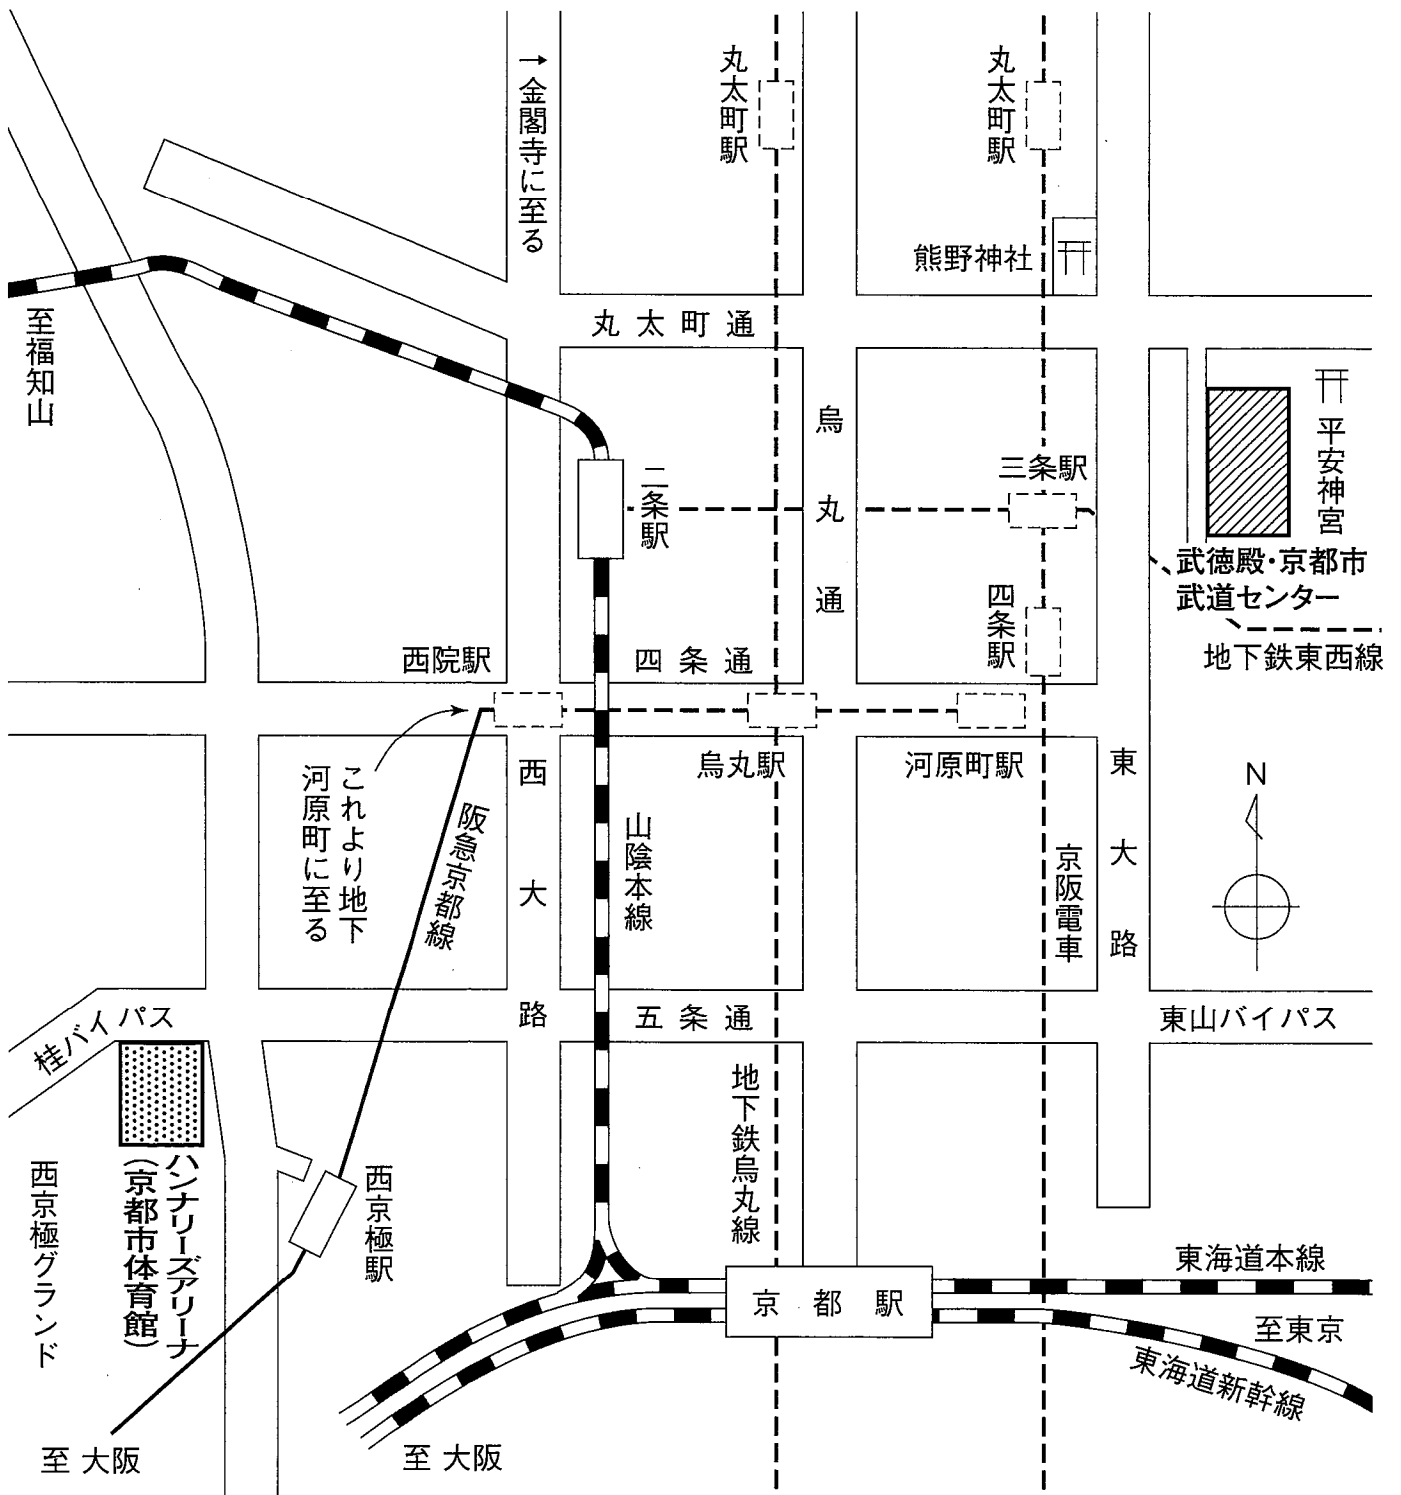 →金閣寺に至る
丸太町駅
丸太町駅
熊野神社
至福知山
丸太町通
烏丸通
平安神宮
三条駅
二条駅
武徳殿・京都市
武道センター
四条駅
地下鉄東西線
西院駅
四条通
烏丸駅
河原町駅
これより地下
河原町に至る
阪急京都線
西大路
山陰本線
京阪電車
東大路
N
桂バイパス
五条通
東山バイパス
地下鉄烏丸線
ハンナリーズアリーナ
(京都市体育館)
西京極グランド
西京極駅
京都駅
東海道本線
至東京
東海道新幹線
至 大阪
至 大阪